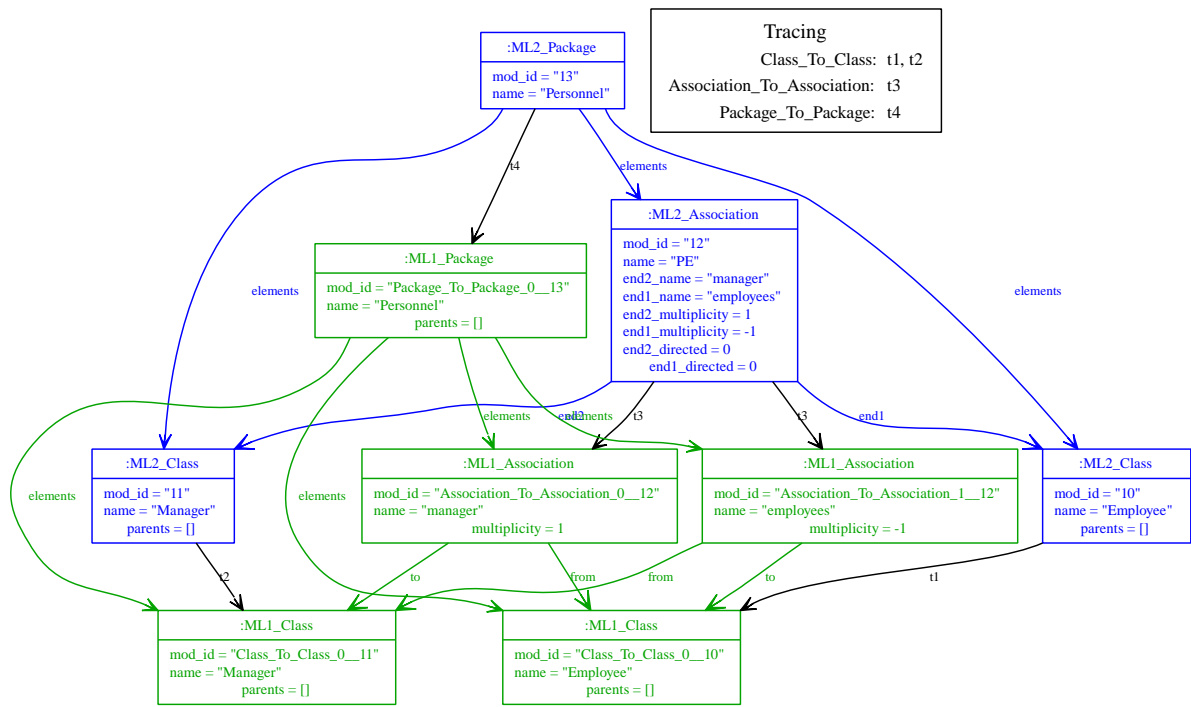 Tracing
Class_To_Class: t1, t2
Association_To_Association: t3
Package_To_Package: t4
:ML2_Package
mod_id = "13"
name = "Personnel"
t4
elements
:ML2_Association
mod_id = "12"
name = "PE"
end2_name = "manager"
end1_name = "employees"
end2_multiplicity = 1
end1_multiplicity = -1
end2_directed = 0
end1_directed = 0
:ML1_Package
mod_id = "Package_To_Package_0__13"
name = "Personnel"
parents = []
elements
elements
elements
end2
elements
t3
t3
end1
:ML2_Class
mod_id = "11"
name = "Manager"
parents = []
:ML1_Association
mod_id = "Association_To_Association_0__12"
name = "manager"
multiplicity = 1
:ML1_Association
mod_id = "Association_To_Association_1__12"
name = "employees"
multiplicity = -1
:ML2_Class
mod_id = "10"
name = "Employee"
parents = []
elements
elements
t2
to
from
from
to
t1
:ML1_Class
mod_id = "Class_To_Class_0__11"
name = "Manager"
parents = []
:ML1_Class
mod_id = "Class_To_Class_0__10"
name = "Employee"
parents = []